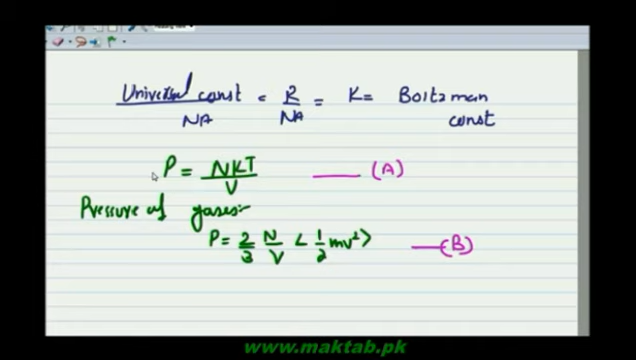 Universal const = R = K = Boltzman
NA NA const
P = NKT —— (A)
V
Pressure of gases:-
P = 2 N < 1 mv² > —— (B)
3 V 2
www.maktab.pk